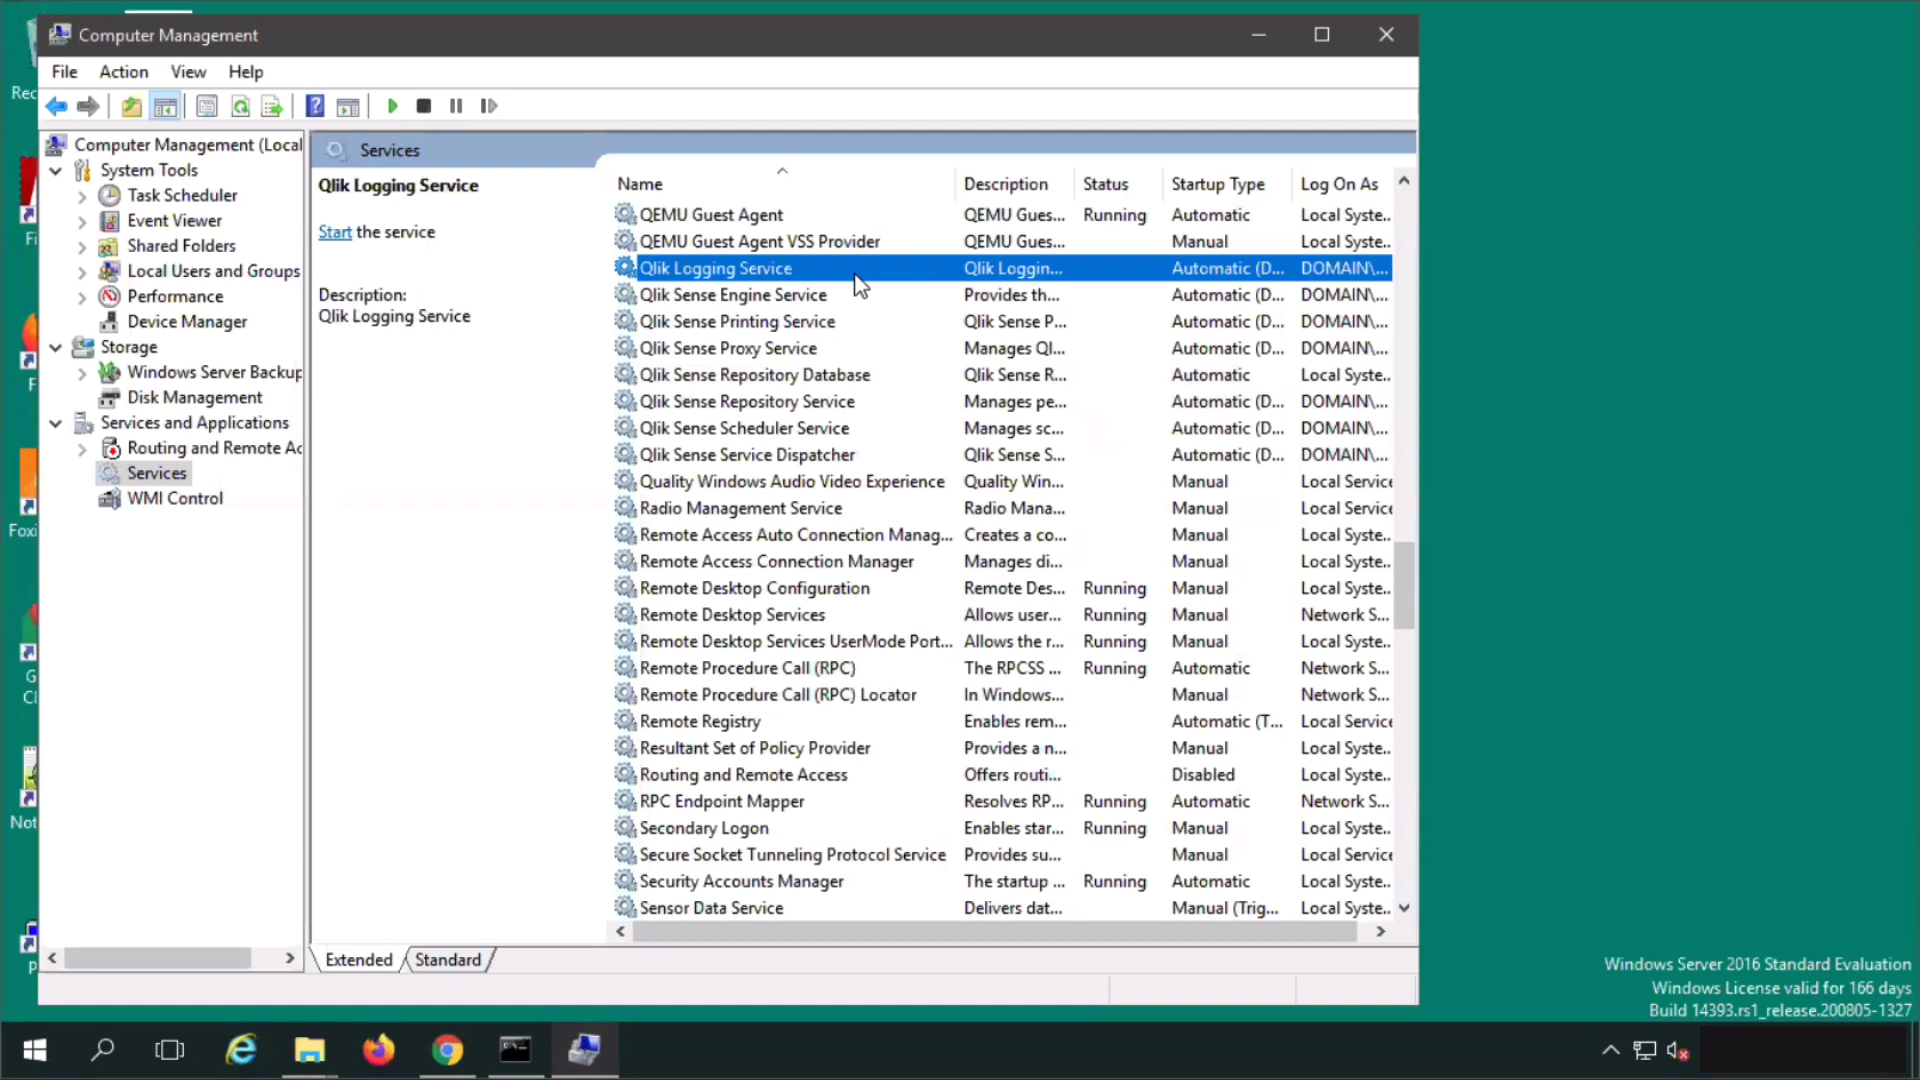 Computer Management
File Action View Help
Computer Management (Local
System Tools
Task Scheduler
Event Viewer
Shared Folders
Local Users and Groups
Performance
Device Manager
Storage
Windows Server Backup
Disk Management
Services and Applications
Routing and Remote Ac
Services
WMI Control
Services
Qlik Logging Service
Start the service
Description:
Qlik Logging Service
Name Description Status Startup Type Log On As
QEMU Guest Agent QEMU Gues... Running Automatic Local Syste..
QEMU Guest Agent VSS Provider QEMU Gues... Manual Local Syste..
Qlik Logging Service Qlik Loggin... Automatic (D... DOMAIN\...
Qlik Sense Engine Service Provides th... Automatic (D... DOMAIN\...
Qlik Sense Printing Service Qlik Sense P... Automatic (D... DOMAIN\...
Qlik Sense Proxy Service Manages Ql... Automatic (D... DOMAIN\...
Qlik Sense Repository Database Qlik Sense R... Automatic Local Syste..
Qlik Sense Repository Service Manages pe... Automatic (D... DOMAIN\...
Qlik Sense Scheduler Service Manages sc... Automatic (D... DOMAIN\...
Qlik Sense Service Dispatcher Qlik Sense S... Automatic (D... DOMAIN\...
Quality Windows Audio Video Experience Quality Win... Manual Local Service
Radio Management Service Radio Mana... Manual Local Service
Remote Access Auto Connection Manag... Creates a co... Manual Local Syste..
Remote Access Connection Manager Manages di... Manual Local Syste..
Remote Desktop Configuration Remote Des... Running Manual Local Syste..
Remote Desktop Services Allows user... Running Manual Network S...
Remote Desktop Services UserMode Port... Allows the r... Running Manual Local Syste..
Remote Procedure Call (RPC) The RPCSS ... Running Automatic Network S...
Remote Procedure Call (RPC) Locator In Windows... Manual Network S...
Remote Registry Enables rem... Automatic (T... Local Service
Resultant Set of Policy Provider Provides a n... Manual Local Syste..
Routing and Remote Access Offers routi... Disabled Local Syste..
RPC Endpoint Mapper Resolves RP... Running Automatic Network S...
Secondary Logon Enables star... Running Manual Local Syste..
Secure Socket Tunneling Protocol Service Provides su... Manual Local Service
Security Accounts Manager The startup ... Running Automatic Local Syste..
Sensor Data Service Delivers dat... Manual (Trig... Local Syste..
Extended Standard
Rec
Fi
F
Foxi
G
Cl
Not
P
Windows Server 2016 Standard Evaluation
Windows License valid for 166 days
Build 14393.rs1_release.200805-1327